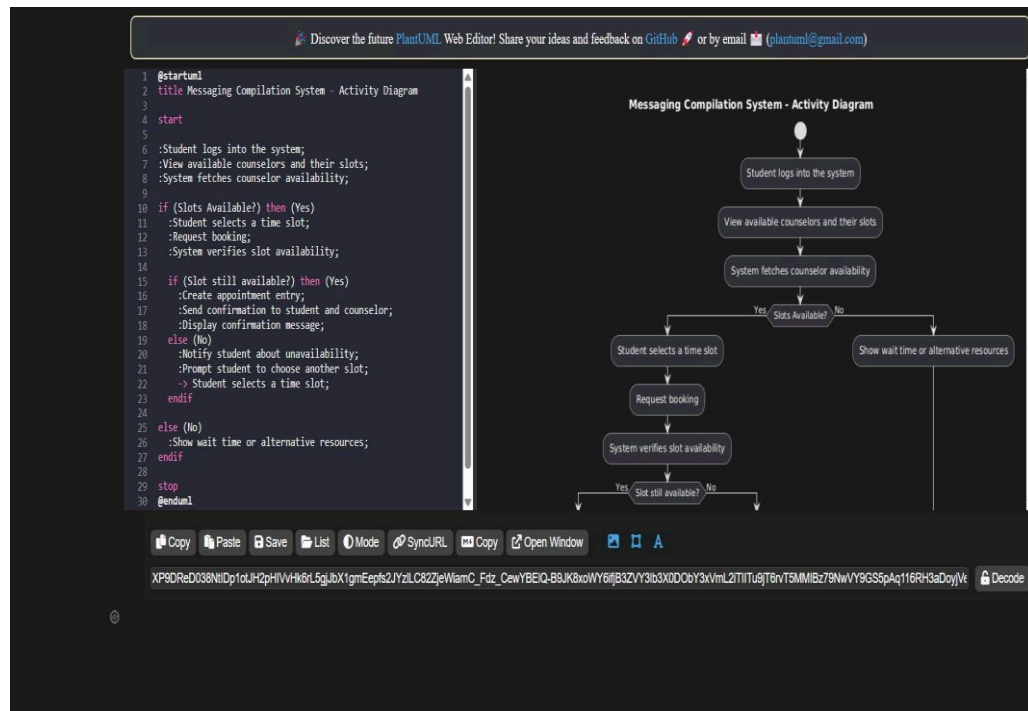 🎉 Discover the future PlantUML Web Editor! Share your ideas and feedback on GitHub 🚀 or by email 📩 (plantuml@gmail.com)
1 @startuml
2 title Messaging Compilation System - Activity Diagram
3
4 start
5
6 :Student logs into the system;
7 :View available counselors and their slots;
8 :System fetches counselor availability;
9
10 if (Slots Available?) then (Yes)
11 :Student selects a time slot;
12 :Request booking;
13 :System verifies slot availability;
14
15 if (Slot still available?) then (Yes)
16 :Create appointment entry;
17 :Send confirmation to student and counselor;
18 :Display confirmation message;
19 else (No)
20 :Notify student about unavailability;
21 :Prompt student to choose another slot;
22 -> Student selects a time slot;
23 endif
24
25 else (No)
26 :Show wait time or alternative resources;
27 endif
28
29 stop
30 @enduml
Messaging Compilation System - Activity Diagram
Student logs into the system
View available counselors and their slots
System fetches counselor availability
Yes Slots Available? No
Student selects a time slot Show wait time or alternative resources
Request booking
System verifies slot availability
Yes Slot still available? No
Copy Paste Save List Mode SyncURL Copy Open Window A
Decode